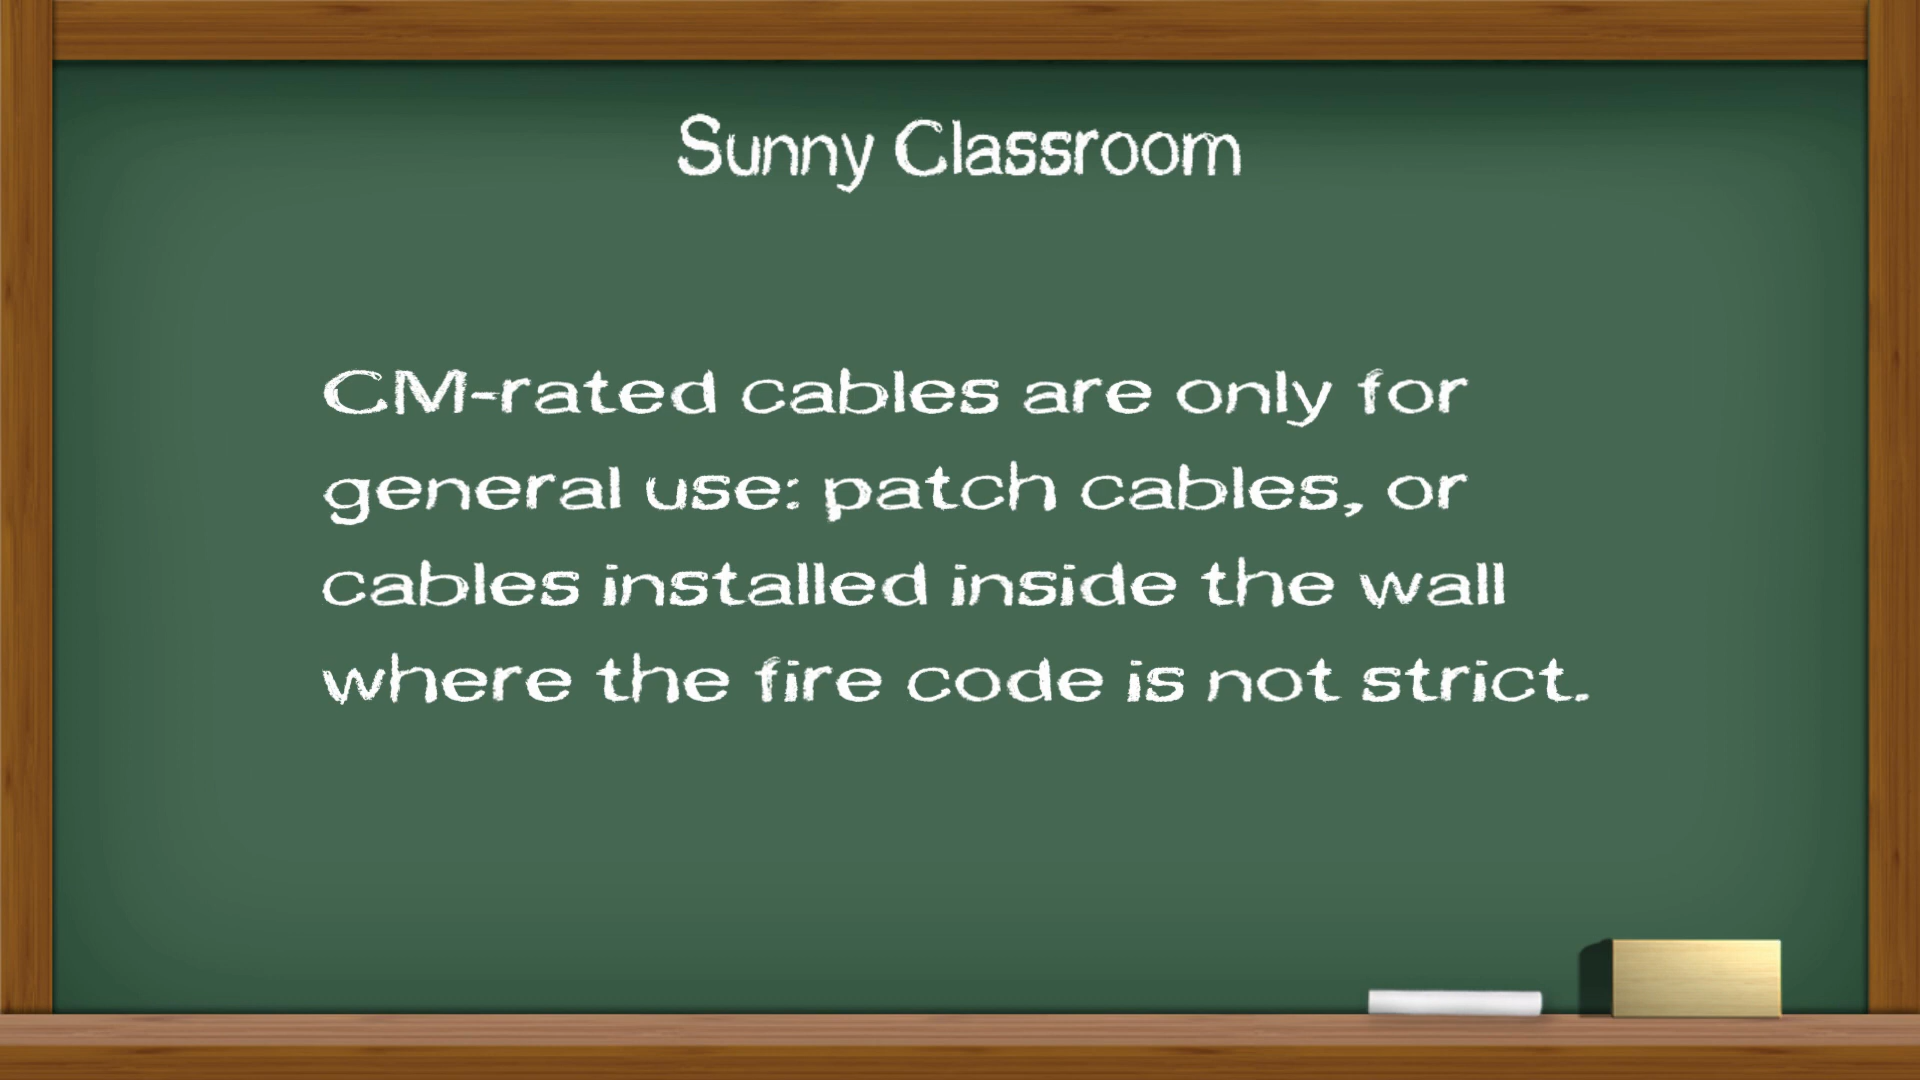 Sunny Classroom
CM-rated cables are only for
general use: patch cables, or
cables installed inside the wall
where the fire code is not strict.